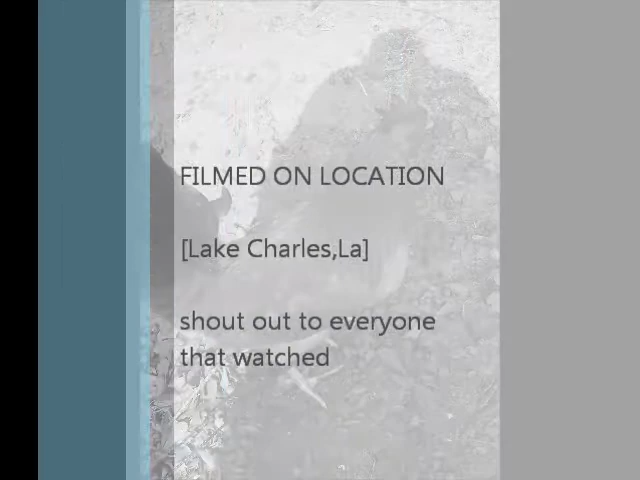 FILMED ON LOCATION
[Lake Charles,La]
shout out to everyone
that watched